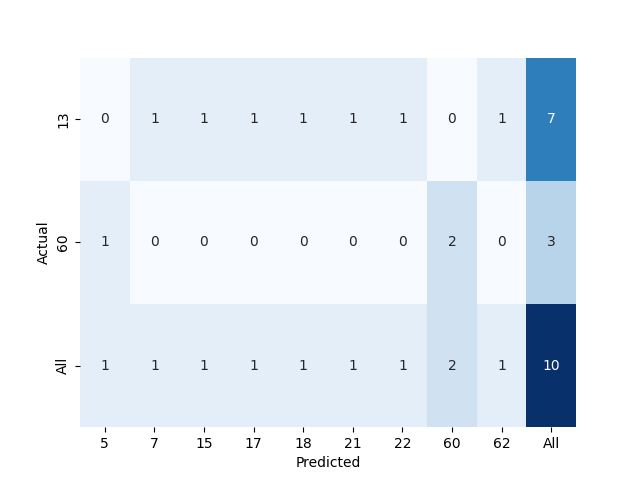 13 0 1 1 1 1 1 1 0 1 7
Actual
60 1 0 0 0 0 0 0 2 0 3
All 1 1 1 1 1 1 1 2 1 10
5 7 15 17 18 21 22 60 62 All
Predicted